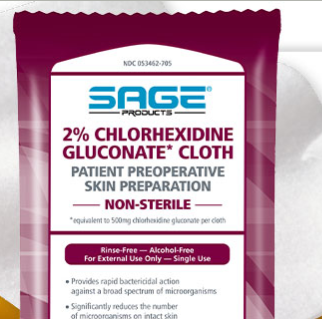 NDC 053462-705
SAGE®
PRODUCTS
2% CHLORHEXIDINE
GLUCONATE* CLOTH
PATIENT PREOPERATIVE
SKIN PREPARATION
NON-STERILE
*equivalent to 500mg chlorhexidine gluconate per cloth
Rinse-Free — Alcohol-Free
For External Use Only — Single Use
• Provides rapid bactericidal action
against a broad spectrum of microorganisms
• Significantly reduces the number
of microorganisms on intact skin